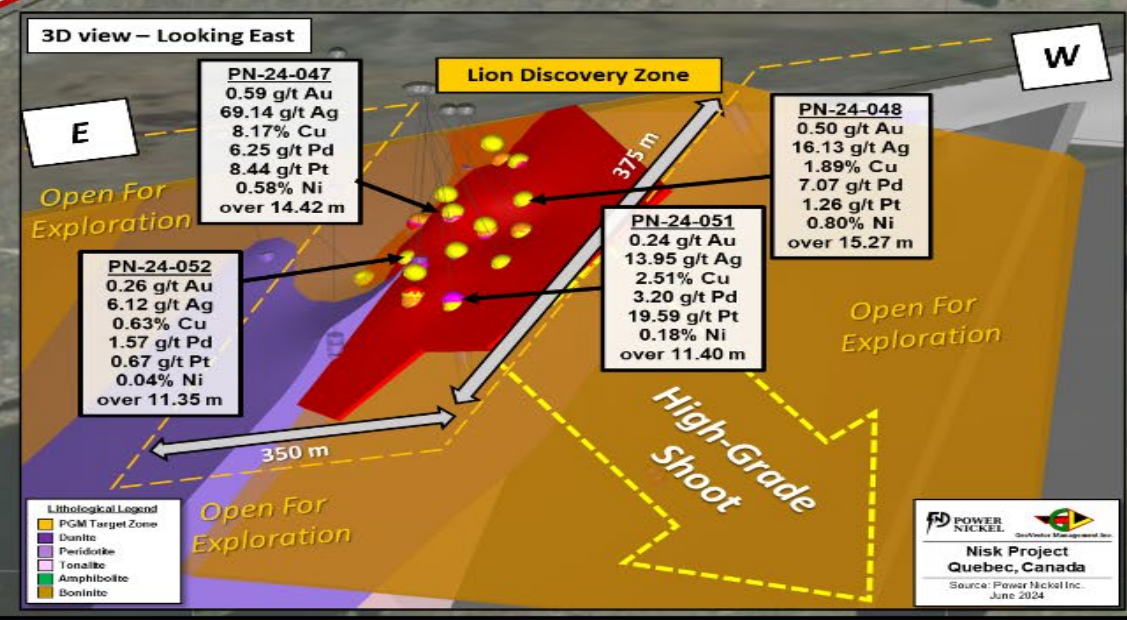 3D view – Looking East
Lion Discovery Zone
E
W
PN-24-047
0.59 g/t Au
69.14 g/t Ag
8.17% Cu
6.25 g/t Pd
8.44 g/t Pt
0.58% Ni
over 14.42 m
PN-24-048
0.50 g/t Au
16.13 g/t Ag
1.89% Cu
7.07 g/t Pd
1.26 g/t Pt
0.80% Ni
over 15.27 m
375 m
Open For
Exploration
PN-24-051
0.24 g/t Au
13.95 g/t Ag
2.51% Cu
3.20 g/t Pd
19.59 g/t Pt
0.18% Ni
over 11.40 m
PN-24-052
0.26 g/t Au
6.12 g/t Ag
0.63% Cu
1.57 g/t Pd
0.67 g/t Pt
0.04% Ni
over 11.35 m
Open For
Exploration
High-Grade
Shoot
350 m
Open For
Exploration
Lithological Legend
PGM Target Zone
Dunite
Peridotite
Tonalite
Amphibolite
Boninite
POWER
NICKEL
GeoVector Management Inc.
Nisk Project
Quebec, Canada
Source: Power Nickel Inc.
June 2024